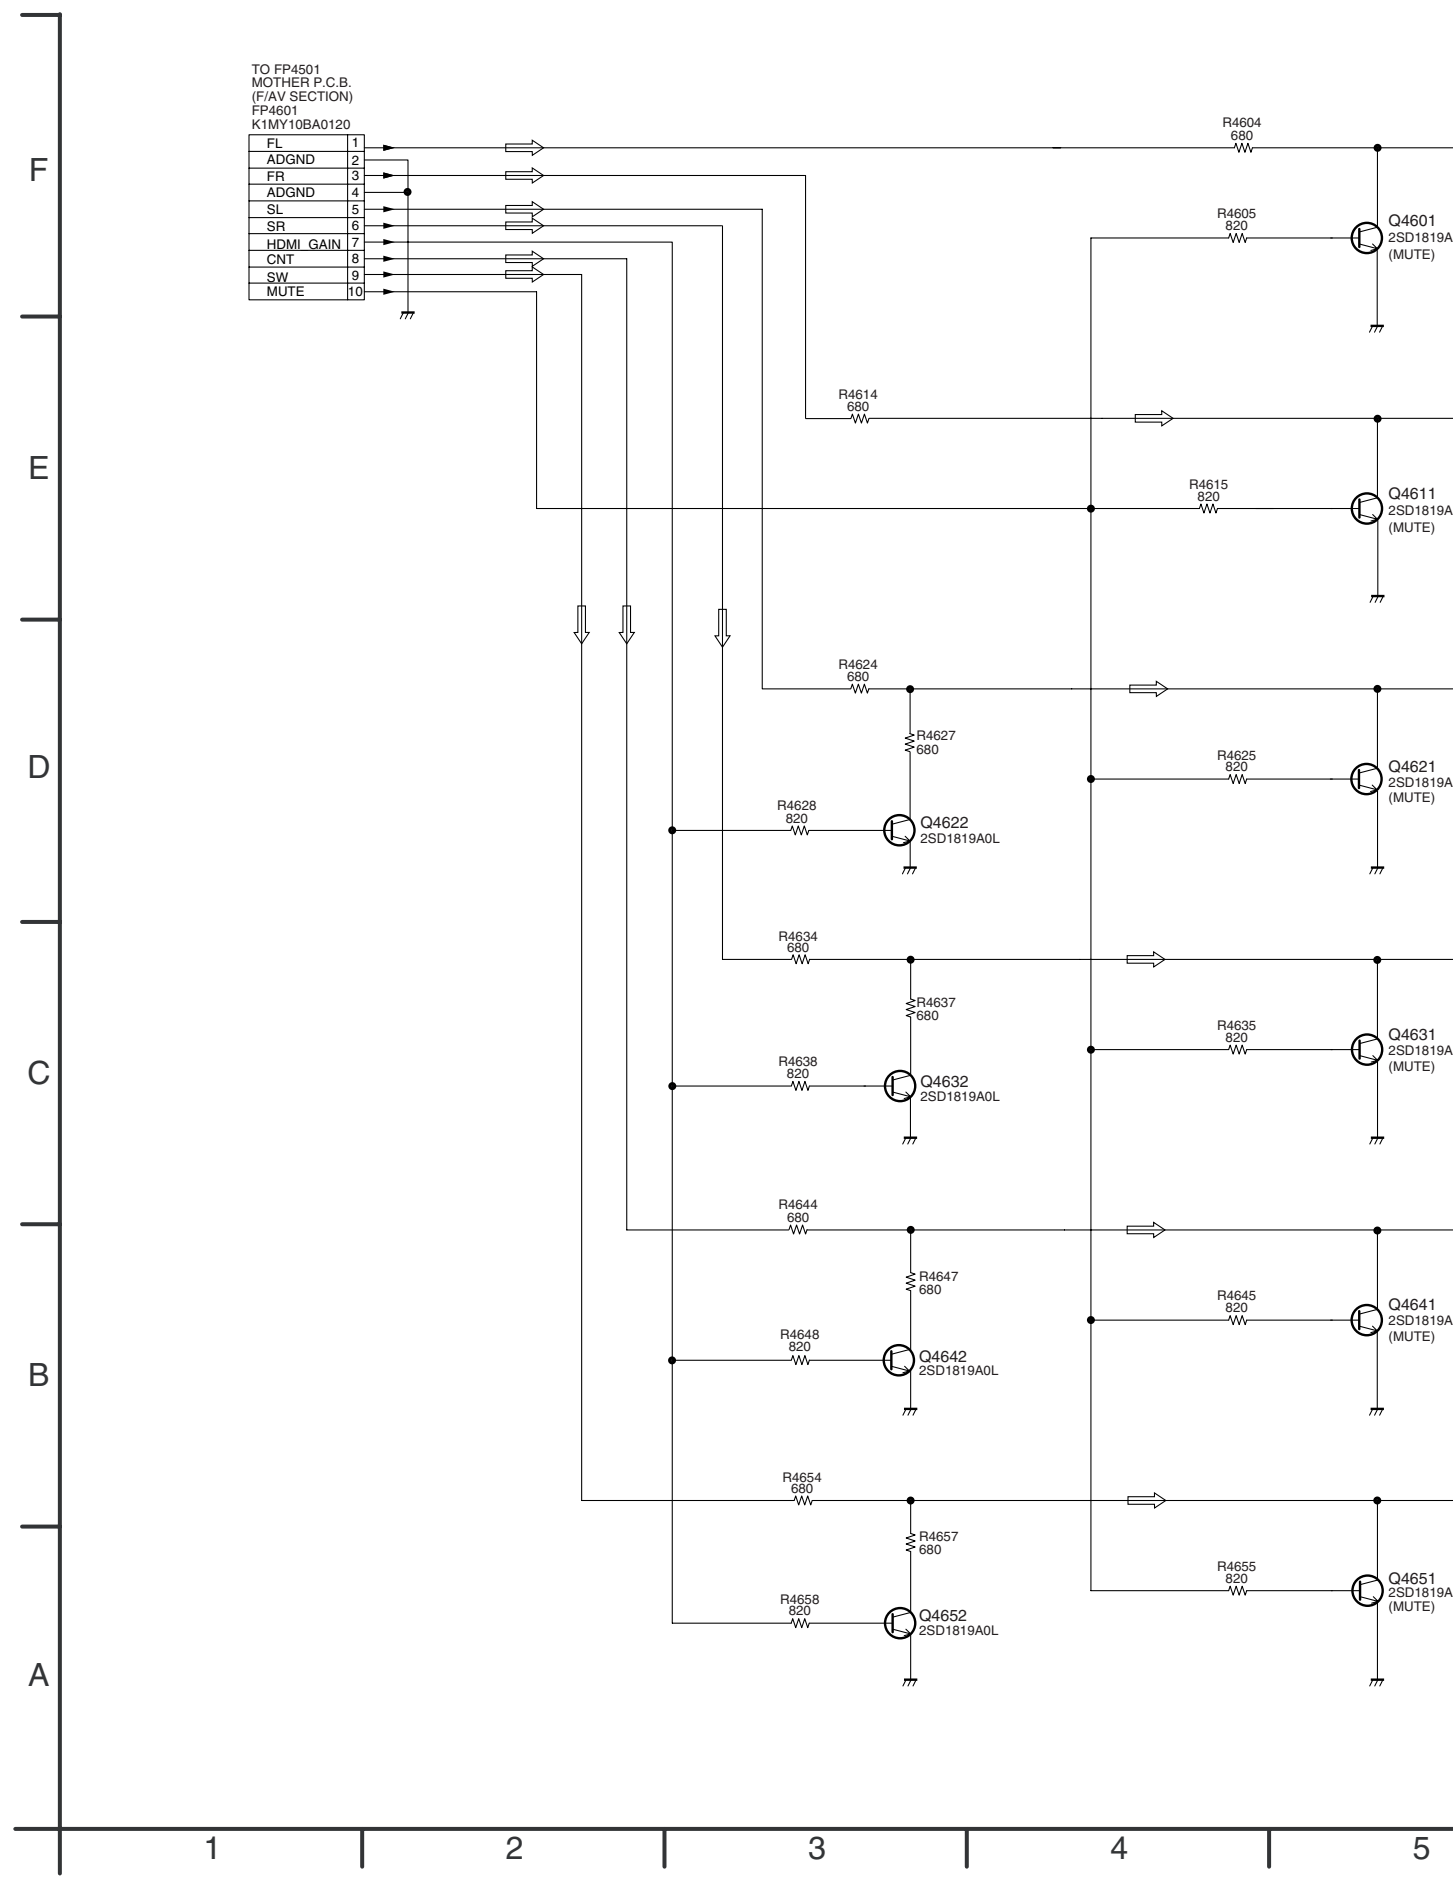 TO FP4501
MOTHER P.C.B.
(F/AV SECTION)
FP4601
K1MY10BA0120
FL 1
ADGND 2
FR 3
ADGND 4
SL 5
SR 6
HDMI_GAIN 7
CNT 8
SW 9
MUTE 10
F
R4604
680
R4605
820
Q4601
2SD1819A
(MUTE)
R4614
680
E
R4615
820
Q4611
2SD1819A
(MUTE)
R4624
680
R4627
680
D
R4625
820
Q4621
2SD1819A
(MUTE)
R4628
820
Q4622
2SD1819A0L
R4634
680
R4637
680
C
R4635
820
Q4631
2SD1819A
(MUTE)
R4638
820
Q4632
2SD1819A0L
R4644
680
R4647
680
R4645
820
Q4641
2SD1819A
(MUTE)
B
R4648
820
Q4642
2SD1819A0L
R4654
680
R4657
680
R4655
820
Q4651
2SD1819A
(MUTE)
R4658
820
Q4652
2SD1819A0L
A
1 2 3 4 5